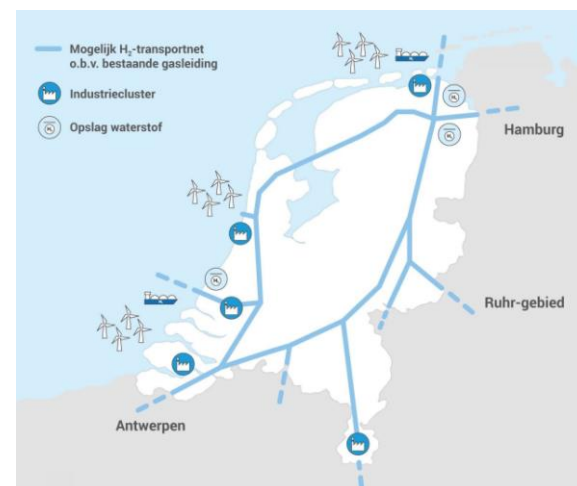 Mogelijk H₂-transportnet
o.b.v. bestaande gasleiding
Industriecluster
Opslag waterstof
Hamburg
Ruhr-gebied
Antwerpen